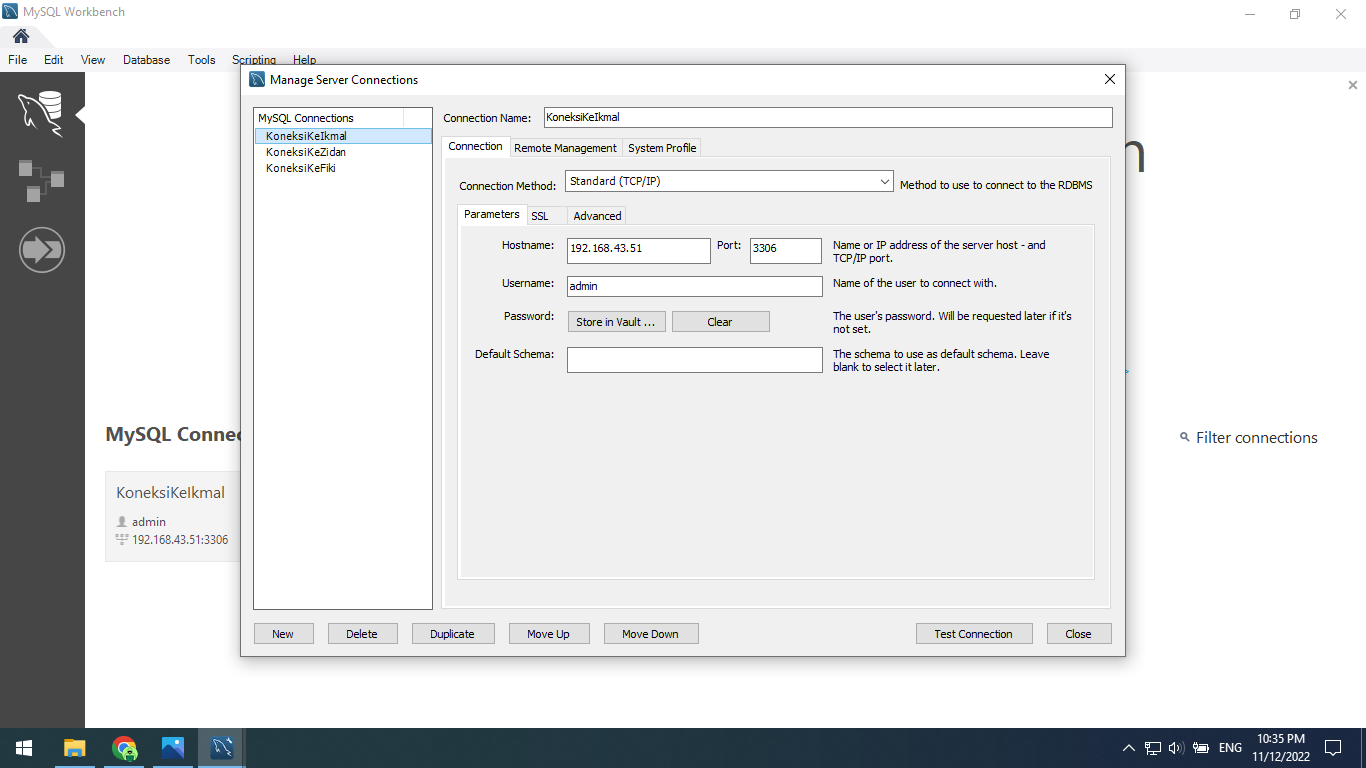 MySQL Workbench
File Edit View Database Tools Scripting Help
Manage Server Connections
MySQL Connections
KoneksiKeIkmal
KoneksiKeZidan
KoneksiKeFiki
Connection Name: KoneksiKeIkmal
Connection Remote Management System Profile
Connection Method: Standard (TCP/IP) Method to use to connect to the RDBMS
Parameters SSL Advanced
Hostname: 192.168.43.51 Port: 3306 Name or IP address of the server host - and
TCP/IP port.
Username: admin Name of the user to connect with.
Password: Store in Vault ... Clear The user's password. Will be requested later if it's
not set.
Default Schema: The schema to use as default schema. Leave
blank to select it later.
New Delete Duplicate Move Up Move Down Test Connection Close
MySQL Connec
Filter connections
KoneksiKeIkmal
admin
192.168.43.51:3306
ENG
10:35 PM
11/12/2022